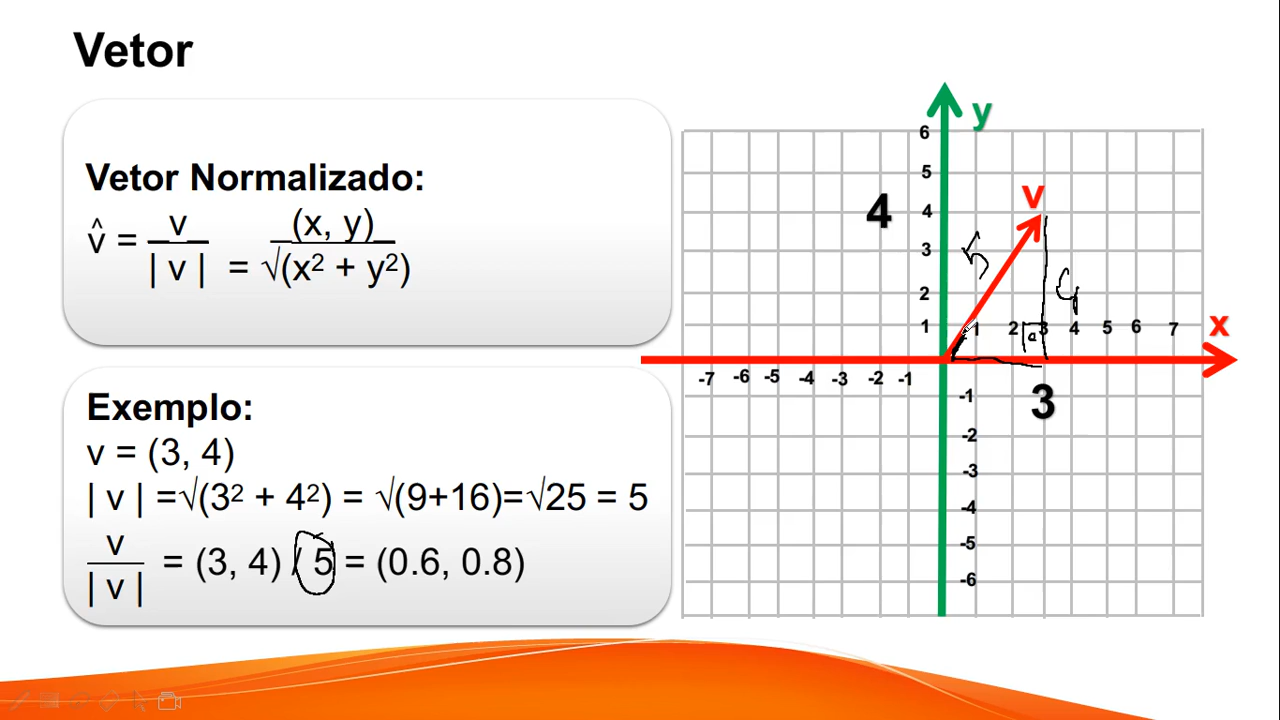 Vetor
Vetor Normalizado:
^
v = v = (x, y)
| v | √(x² + y²)
Exemplo:
v = (3, 4)
| v | =√(3² + 4²) = √(9+16)=√25 = 5
v
| v | = (3, 4) / 5 = (0.6, 0.8)
y
6
5
4
4
v
3
5
2
4
1
1 2 3 4 5 6 7
x
-7 -6 -5 -4 -3 -2 -1
-1
3
-2
-3
-4
-5
-6